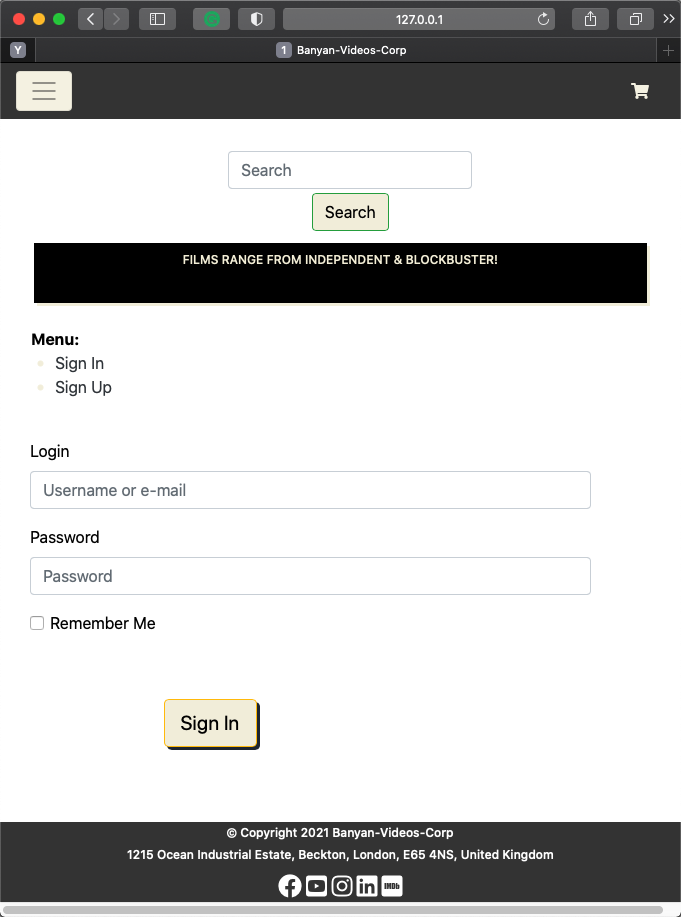 127.0.0.1
Y
1 Banyan-Videos-Corp
Search
Search
FILMS RANGE FROM INDEPENDENT & BLOCKBUSTER!
Menu:
Sign In
Sign Up
Login
Username or e-mail
Password
Password
Remember Me
Sign In
© Copyright 2021 Banyan-Videos-Corp
1215 Ocean Industrial Estate, Beckton, London, E65 4NS, United Kingdom
IMDb